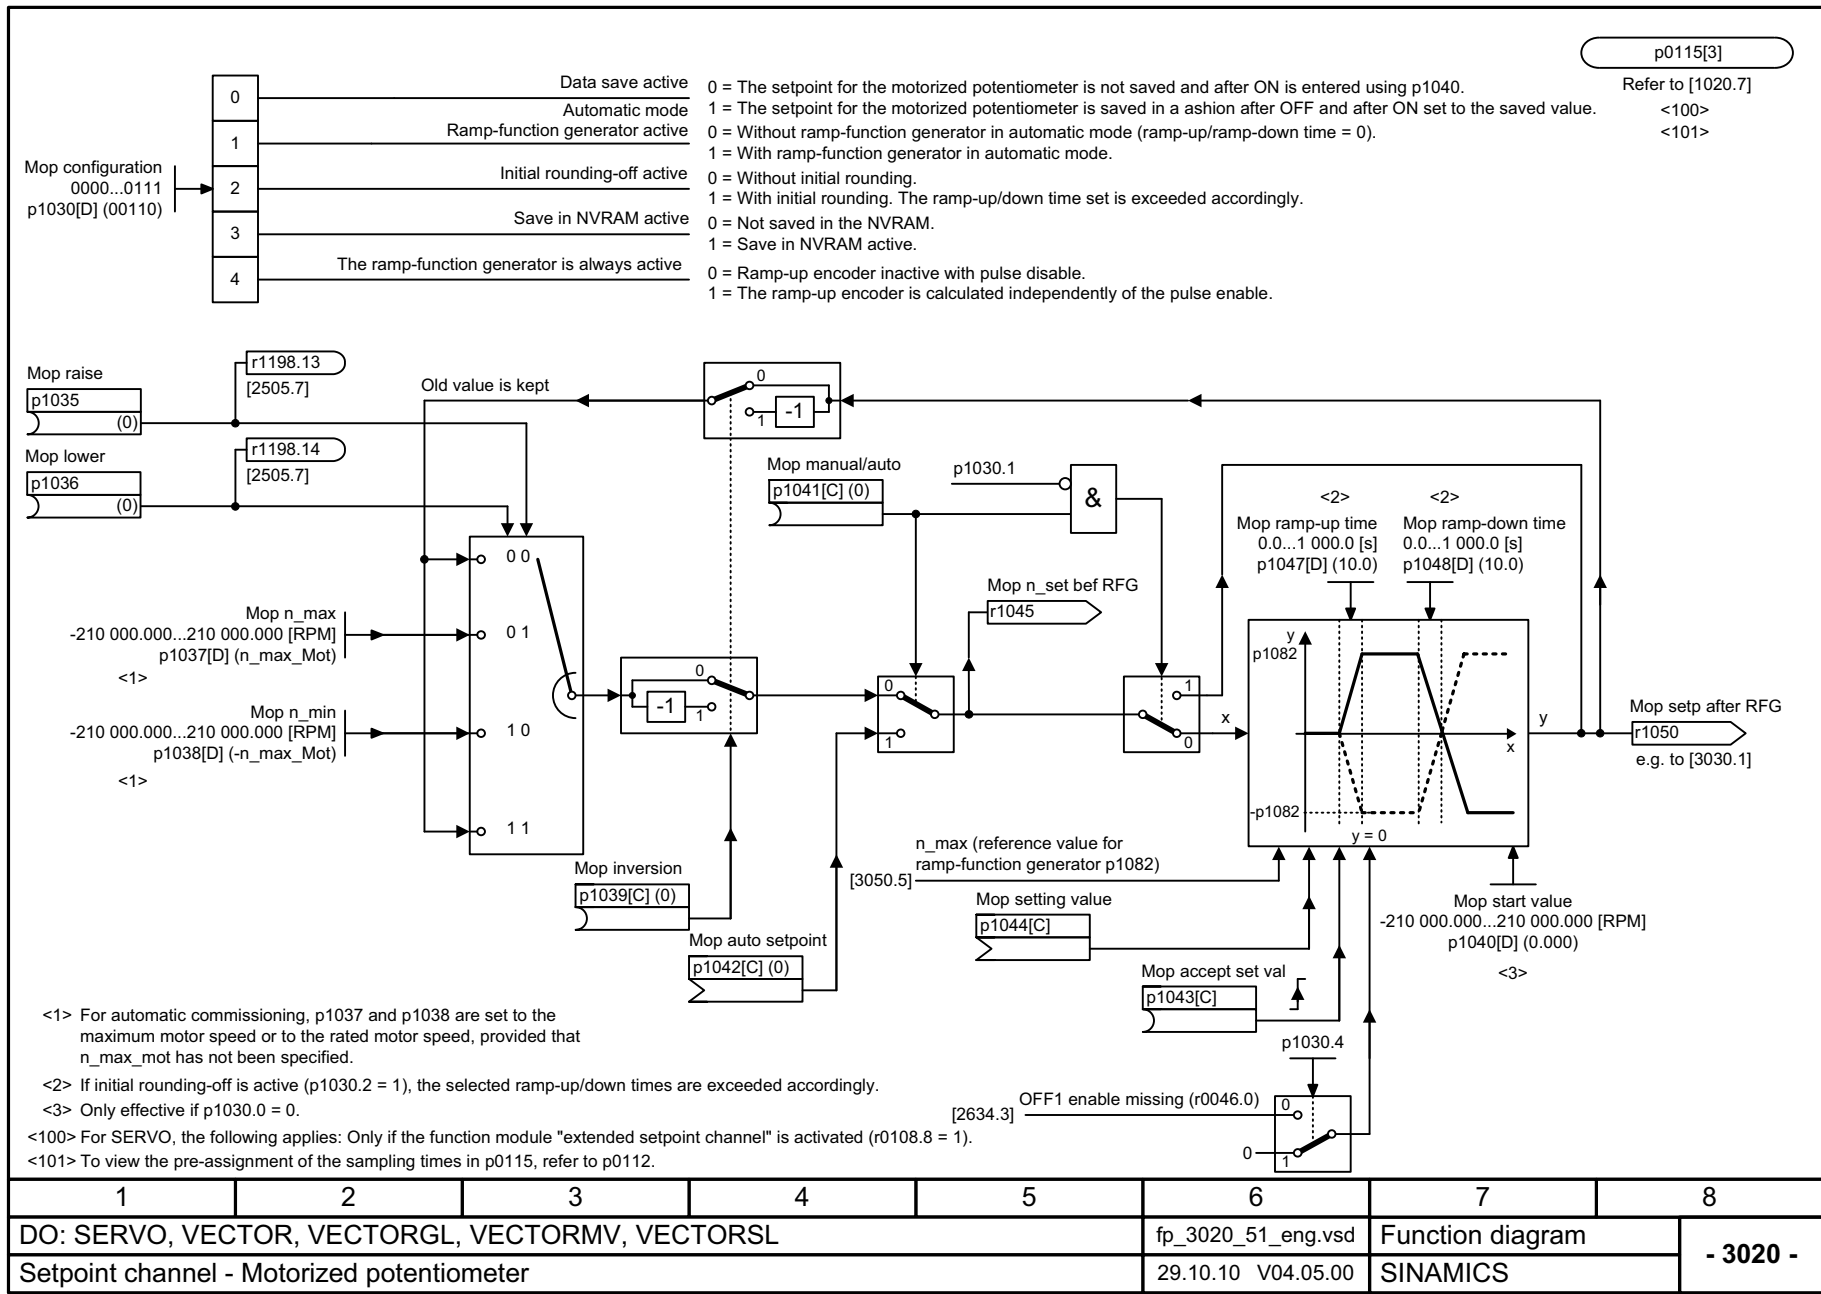 p0115[3]
Refer to [1020.7]
<100>
<101>
Mop configuration
0000...0111
p1030[D] (00110)
0
1
2
3
4
Data save active
0 = The setpoint for the motorized potentiometer is not saved and after ON is entered using p1040.
Automatic mode
1 = The setpoint for the motorized potentiometer is saved in a ashion after OFF and after ON set to the saved value.
Ramp-function generator active
0 = Without ramp-function generator in automatic mode (ramp-up/ramp-down time = 0).
1 = With ramp-function generator in automatic mode.
Initial rounding-off active
0 = Without initial rounding.
1 = With initial rounding. The ramp-up/down time set is exceeded accordingly.
Save in NVRAM active
0 = Not saved in the NVRAM.
1 = Save in NVRAM active.
The ramp-function generator is always active
0 = Ramp-up encoder inactive with pulse disable.
1 = The ramp-up encoder is calculated independently of the pulse enable.
Mop raise
p1035
(0)
r1198.13
[2505.7]
Mop lower
p1036
(0)
r1198.14
[2505.7]
Old value is kept
0
1
-1
Mop manual/auto
p1041[C] (0)
p1030.1
&
<2>
Mop ramp-up time
0.0...1 000.0 [s]
p1047[D] (10.0)
<2>
Mop ramp-down time
0.0...1 000.0 [s]
p1048[D] (10.0)
0 0
0 1
1 0
1 1
Mop n_max
-210 000.000...210 000.000 [RPM]
p1037[D] (n_max_Mot)
<1>
Mop n_min
-210 000.000...210 000.000 [RPM]
p1038[D] (-n_max_Mot)
<1>
-1
0
1
0
1
Mop n_set bef RFG
r1045
1
0
x
y
p1082
x
-p1082
y = 0
y
Mop setp after RFG
r1050
e.g. to [3030.1]
Mop inversion
p1039[C] (0)
Mop auto setpoint
p1042[C] (0)
n_max (reference value for
ramp-function generator p1082)
[3050.5]
Mop setting value
p1044[C]
Mop accept set val
p1043[C]
Mop start value
-210 000.000...210 000.000 [RPM]
p1040[D] (0.000)
<3>
p1030.4
OFF1 enable missing (r0046.0)
[2634.3]
0
0
1
<1> For automatic commissioning, p1037 and p1038 are set to the
maximum motor speed or to the rated motor speed, provided that
n_max_mot has not been specified.
<2> If initial rounding-off is active (p1030.2 = 1), the selected ramp-up/down times are exceeded accordingly.
<3> Only effective if p1030.0 = 0.
<100> For SERVO, the following applies: Only if the function module "extended setpoint channel" is activated (r0108.8 = 1).
<101> To view the pre-assignment of the sampling times in p0115, refer to p0112.
1 2 3 4 5 6 7 8
DO: SERVO, VECTOR, VECTORGL, VECTORMV, VECTORSL
fp_3020_51_eng.vsd
Function diagram
- 3020 -
Setpoint channel - Motorized potentiometer
29.10.10 V04.05.00
SINAMICS